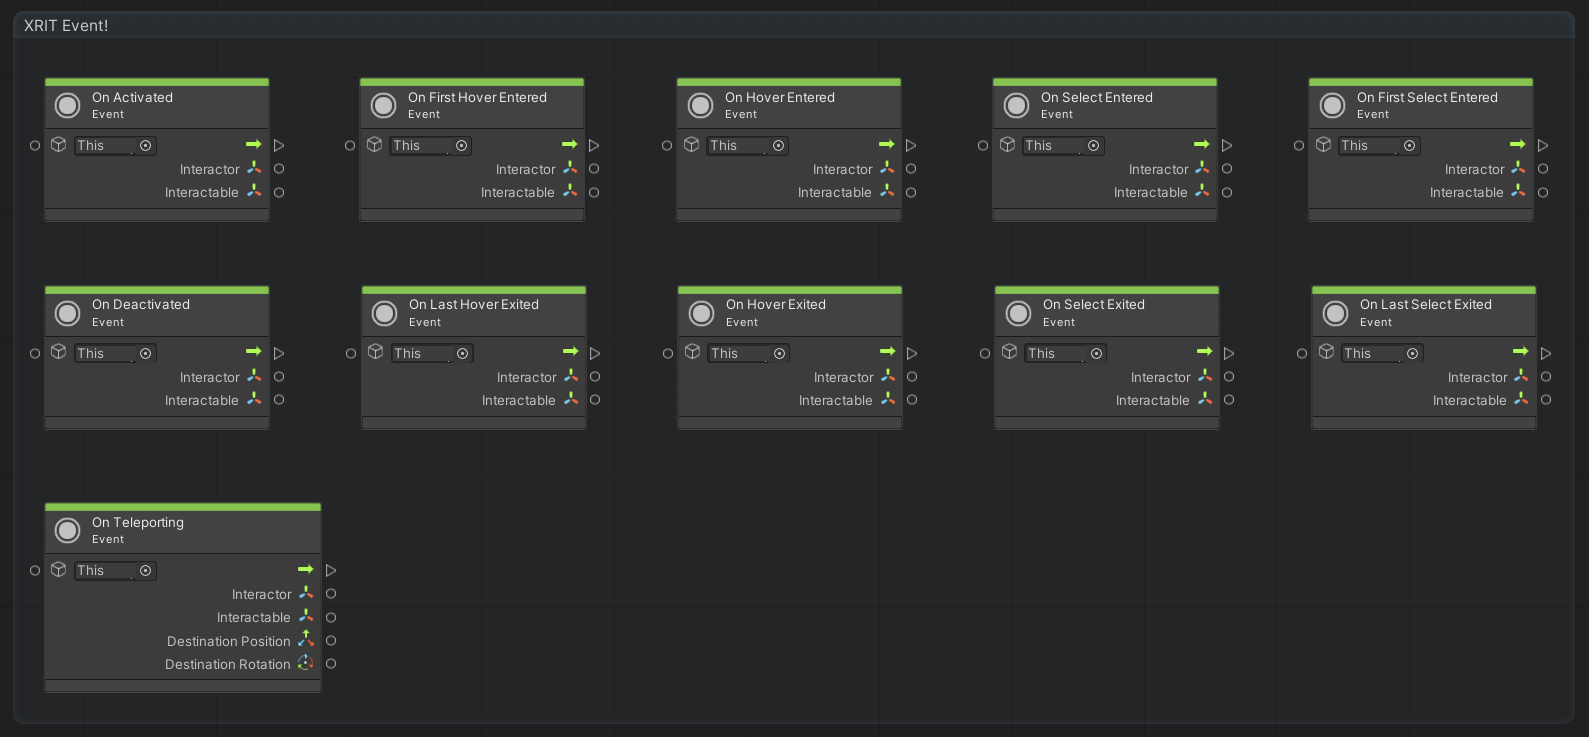 XRIT Event!
On Activated
Event
This
Interactor
Interactable
On First Hover Entered
Event
This
Interactor
Interactable
On Hover Entered
Event
This
Interactor
Interactable
On Select Entered
Event
This
Interactor
Interactable
On First Select Entered
Event
This
Interactor
Interactable
On Deactivated
Event
This
Interactor
Interactable
On Last Hover Exited
Event
This
Interactor
Interactable
On Hover Exited
Event
This
Interactor
Interactable
On Select Exited
Event
This
Interactor
Interactable
On Last Select Exited
Event
This
Interactor
Interactable
On Teleporting
Event
This
Interactor
Interactable
Destination Position
Destination Rotation